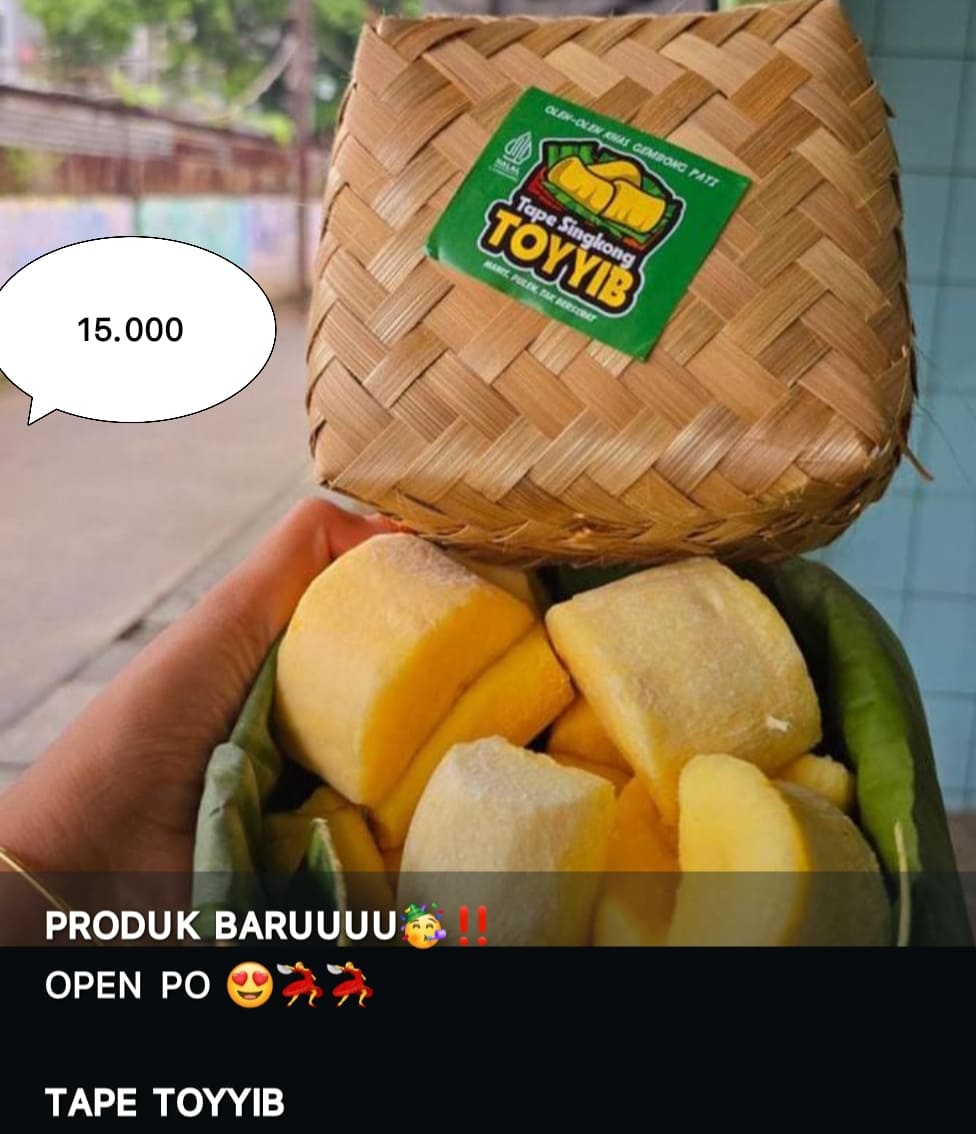 OLEH-OLEH KHAS GEMBONG PATI
HALAL
Tape Singkong
TOYYIB
MANIS, PULEN, TAK BERSERAT
15.000
PRODUK BARUUUU🥳‼️
OPEN PO 😍💃💃
TAPE TOYYIB